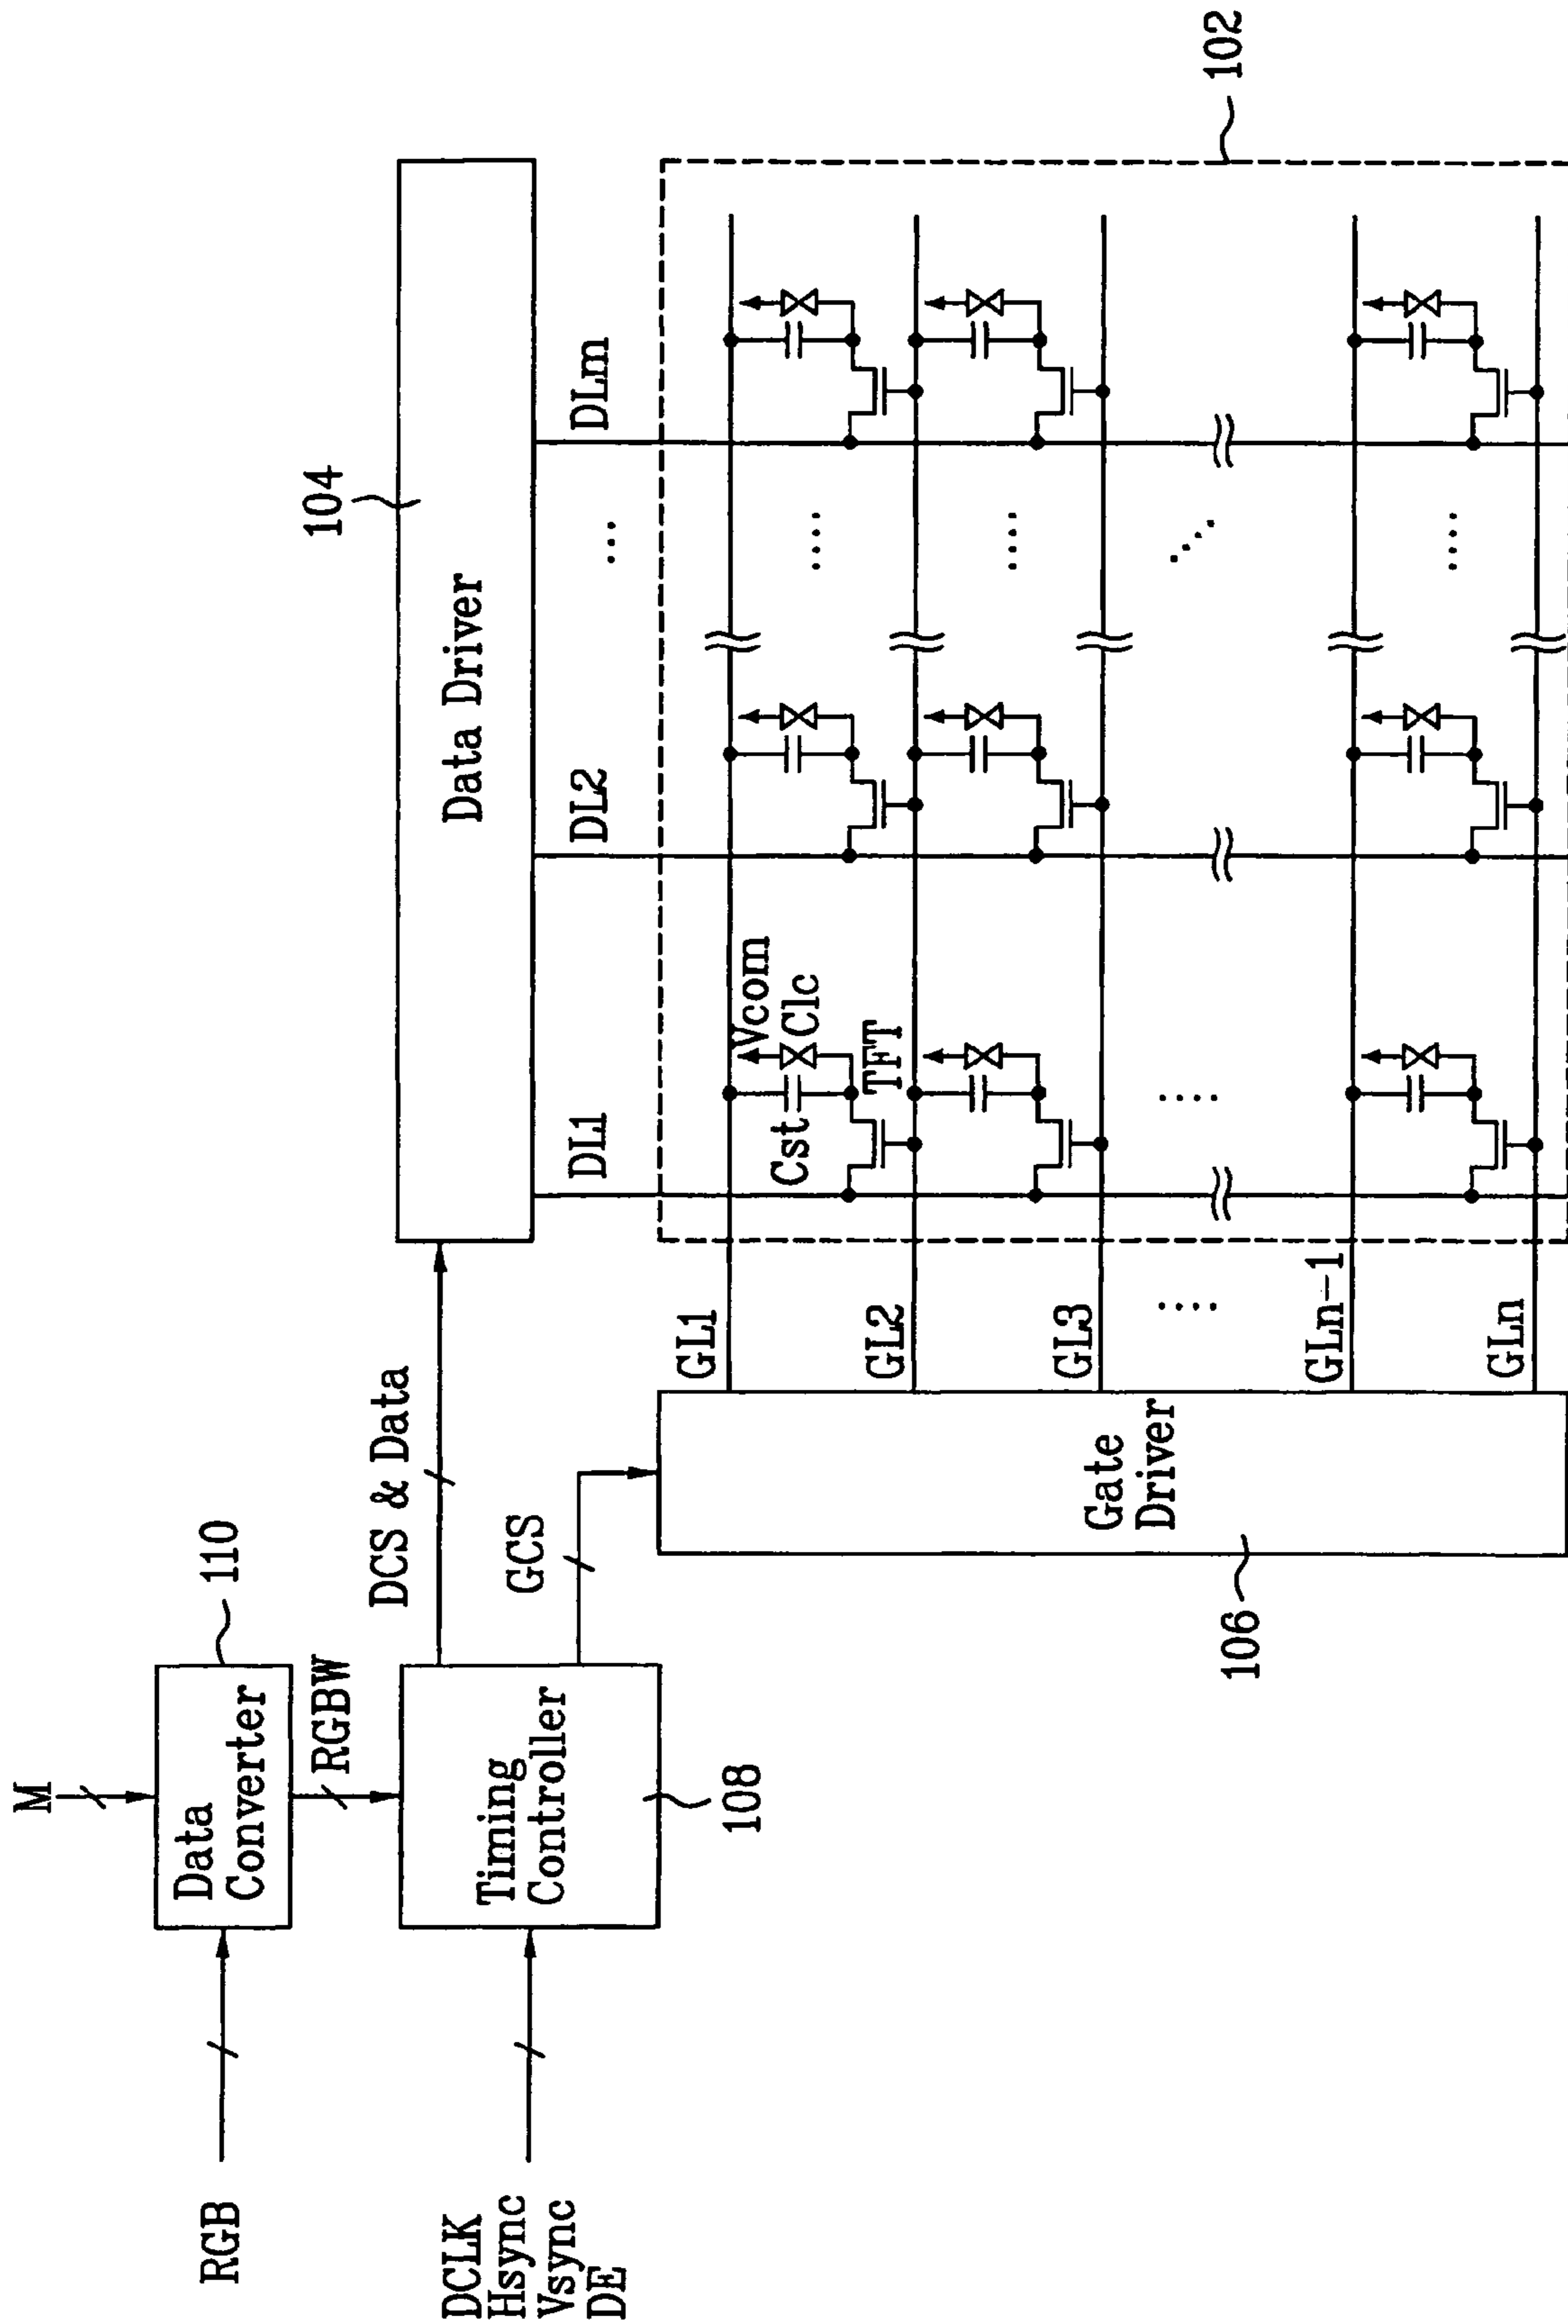 RGB
M
Data
Converter
110
RGBW
DCLK
Hsync
Vsync
DE
Timing
Controller
108
DCS & Data
GCS
104
Data Driver
DL1
DL2
...
DLm
102
Gate
Driver
106
GL1
GL2
GL3
....
GLn-1
GLn
Vcom
Clc
Cst
TFT
....
....
....
....
....